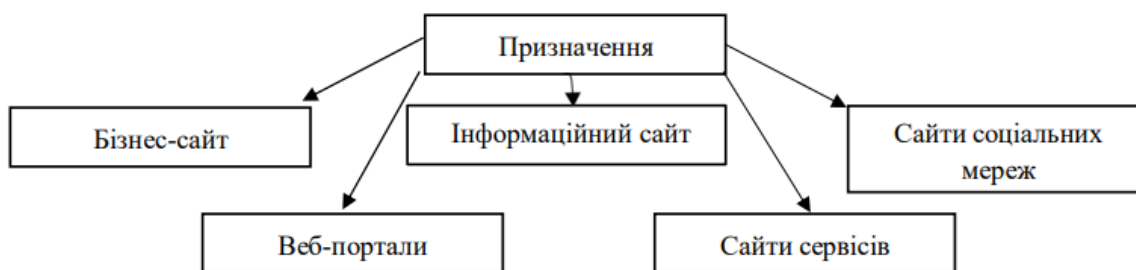 Призначення
Бізнес-сайт
Інформаційний сайт
Сайти соціальних
мереж
Веб-портали
Сайти сервісів